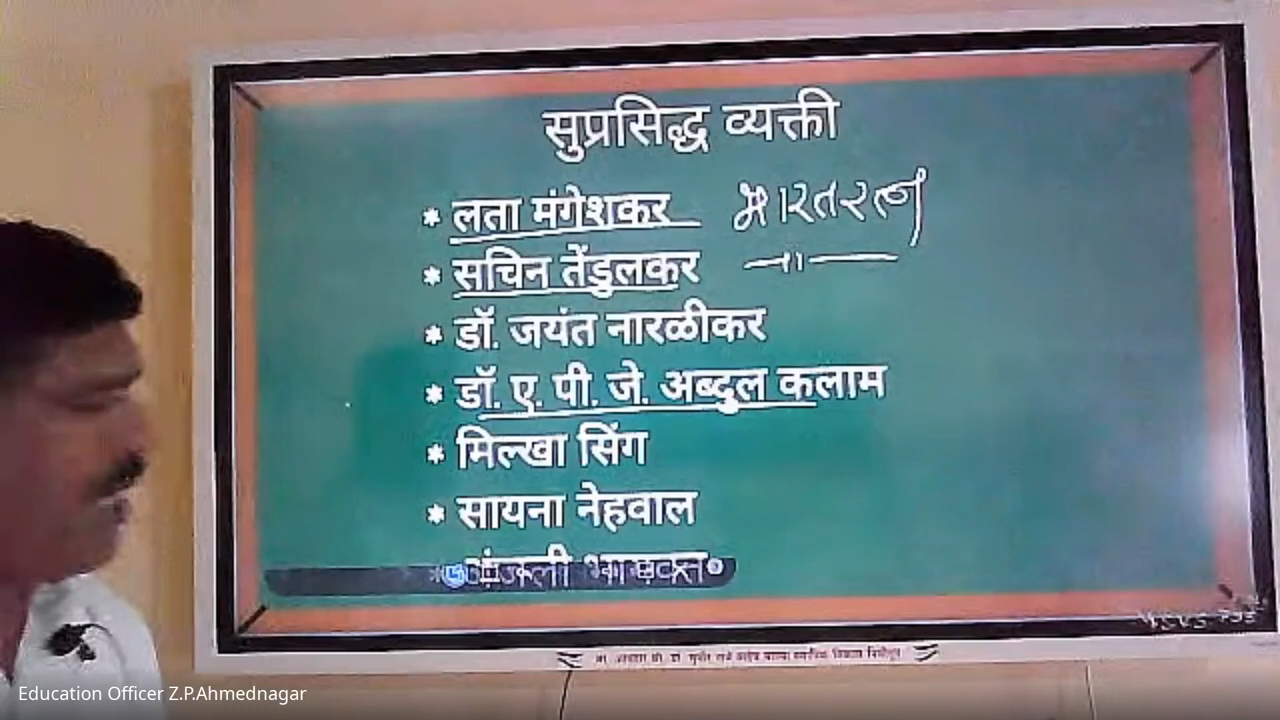 सुप्रसिद्ध व्यक्ती
* लता मंगेशकर भारतरत्न
* सचिन तेंडुलकर —॥—
* डॉ. जयंत नारळीकर
* डॉ. ए. पी. जे. अब्दुल कलाम
* मिल्खा सिंग
* सायना नेहवाल
Education Officer Z.P.Ahmednagar